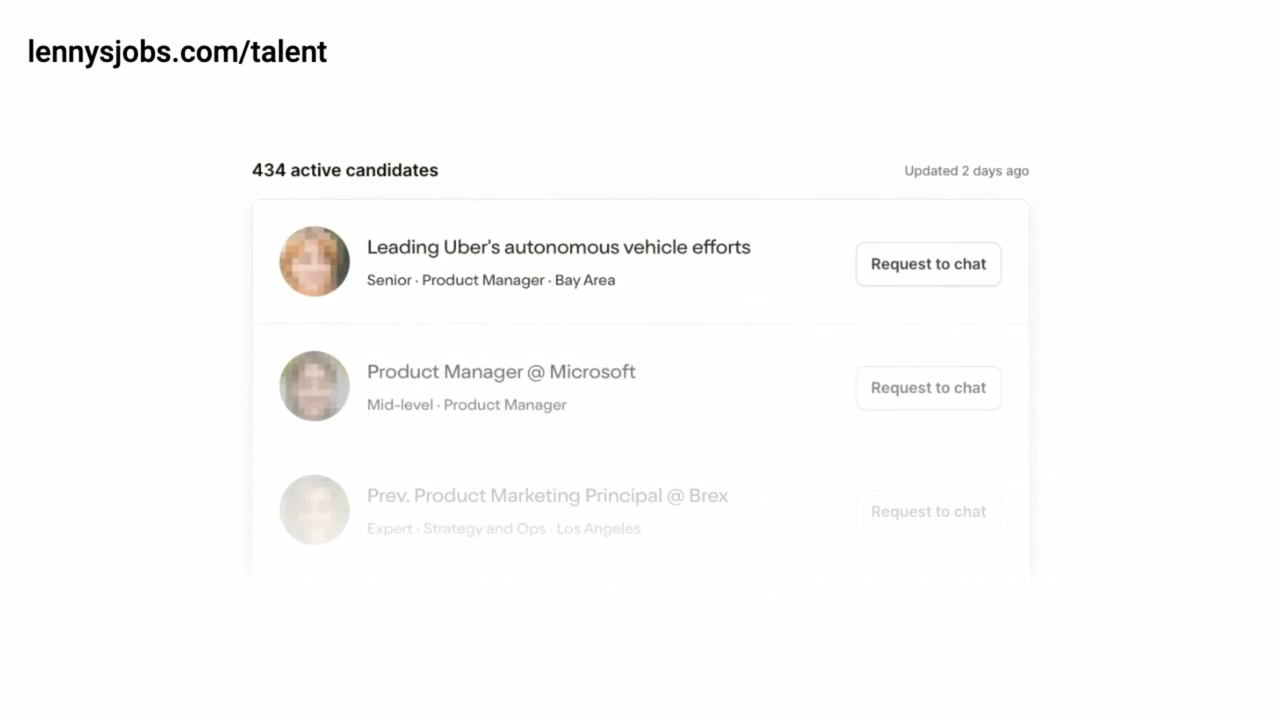 lennysjobs.com/talent
434 active candidates
Updated 2 days ago
Leading Uber's autonomous vehicle efforts
Senior · Product Manager · Bay Area
Request to chat
Product Manager @ Microsoft
Mid-level · Product Manager
Request to chat
Prev. Product Marketing Principal @ Brex
Expert · Strategy and Ops · Los Angeles
Request to chat